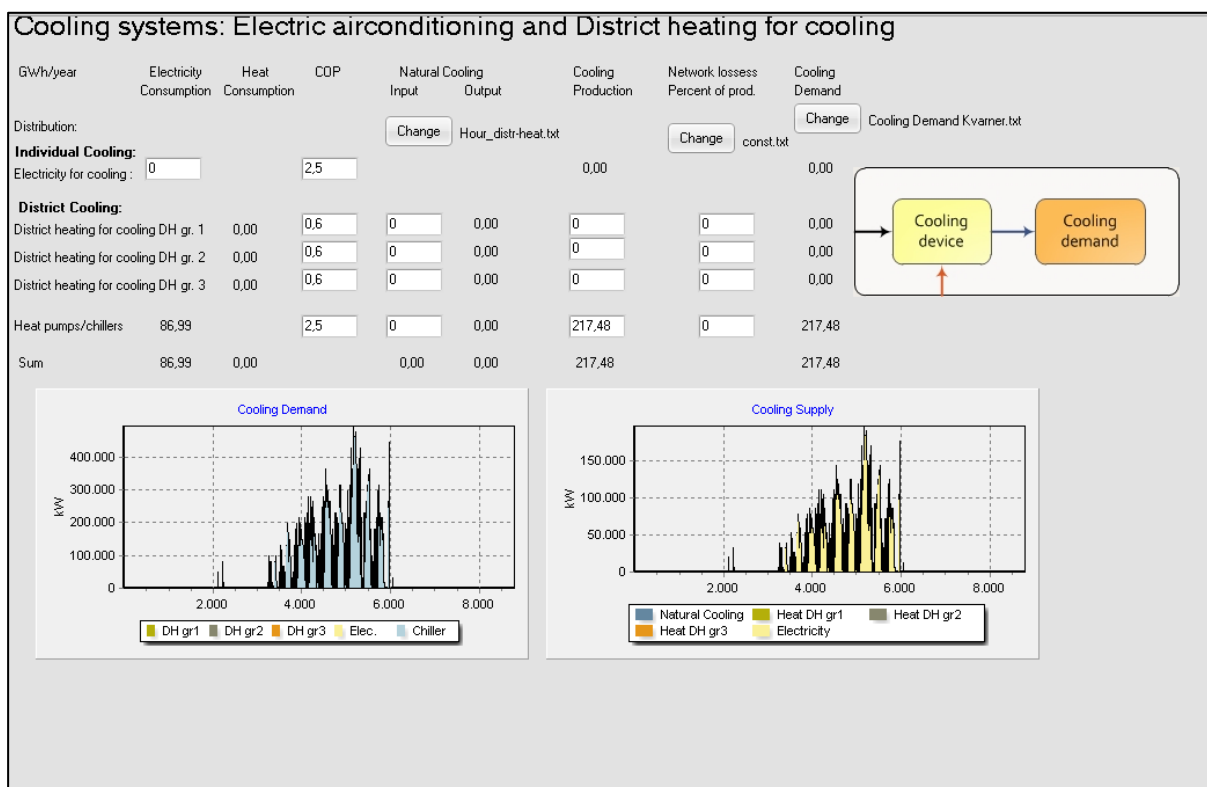 Cooling systems: Electric airconditioning and District heating for cooling
GWh/year Electricity Heat COP Natural Cooling Cooling Network lossess Cooling
Consumption Consumption Input Output Production Percent of prod. Demand
Distribution: Change Hour_distr-heat.txt Change const.txt Change Cooling Demand Kvarner.txt
Individual Cooling:
Electricity for cooling : 0 2,5 0,00 0,00
District Cooling:
District heating for cooling DH gr. 1 0,00 0,6 0 0,00 0 0 0,00
District heating for cooling DH gr. 2 0,00 0,6 0 0,00 0 0 0,00
District heating for cooling DH gr. 3 0,00 0,6 0 0,00 0 0 0,00
Heat pumps/chillers 86,99 2,5 0 0,00 217,48 0 217,48
Sum 86,99 0,00 0,00 0,00 217,48 217,48
Cooling device
Cooling demand
Cooling Demand
kW
400.000
300.000
200.000
100.000
0
2.000 4.000 6.000 8.000
DH gr1 DH gr2 DH gr3 Elec. Chiller
Cooling Supply
kW
150.000
100.000
50.000
0
2.000 4.000 6.000 8.000
Natural Cooling Heat DH gr1 Heat DH gr2
Heat DH gr3 Electricity